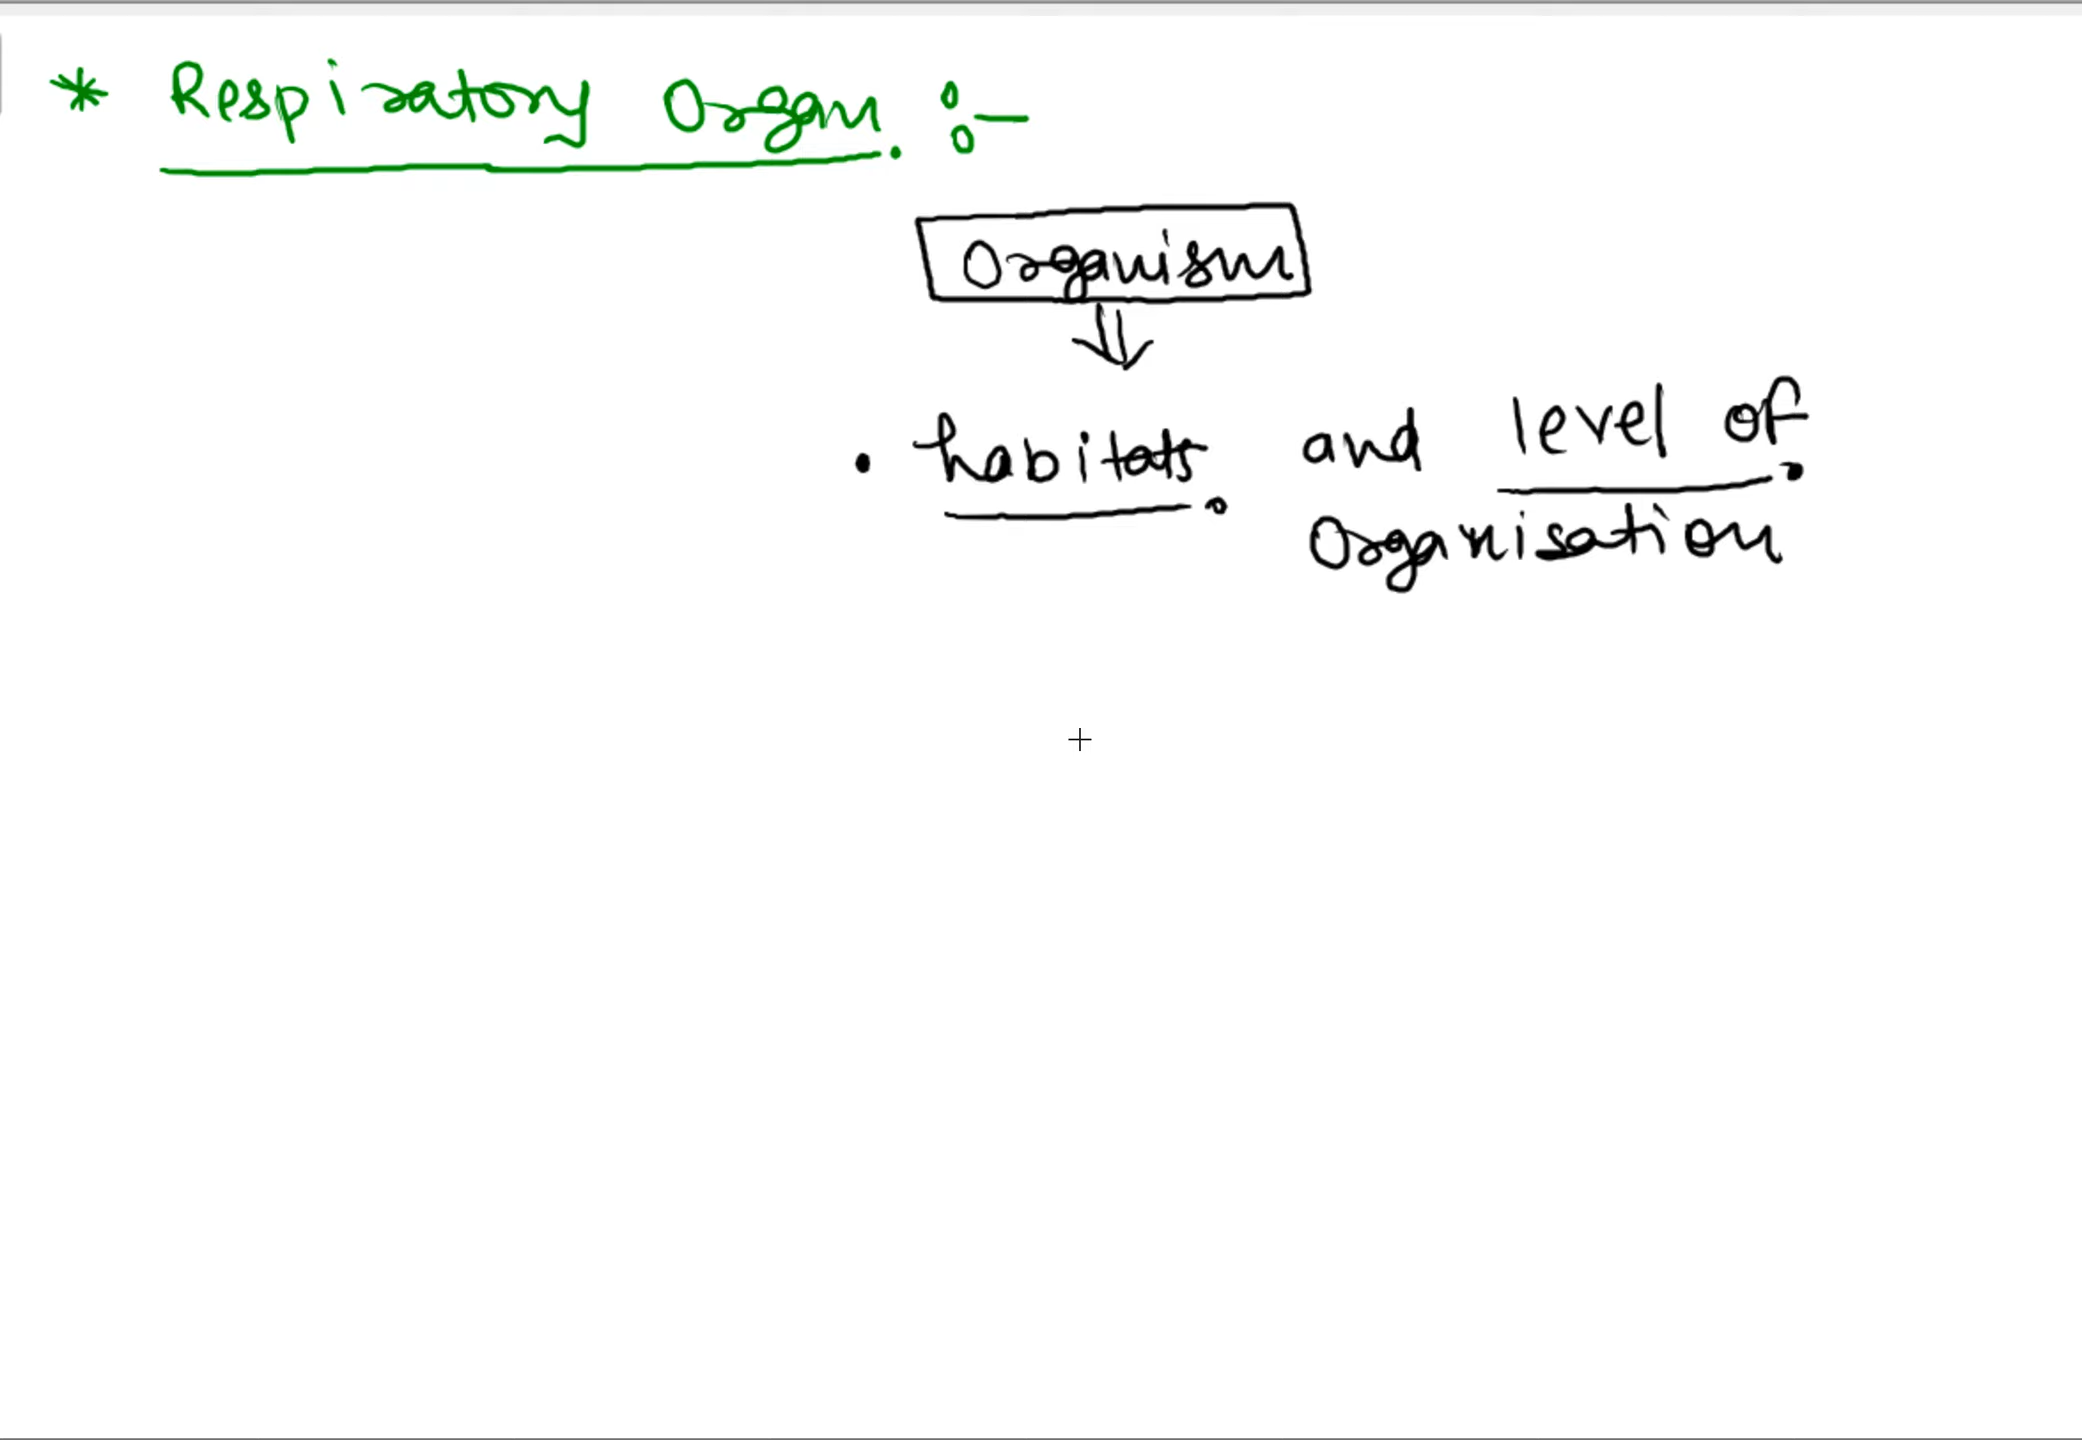 * Respiratory Organ. :-
Organism
• habitats and level of
Organisation